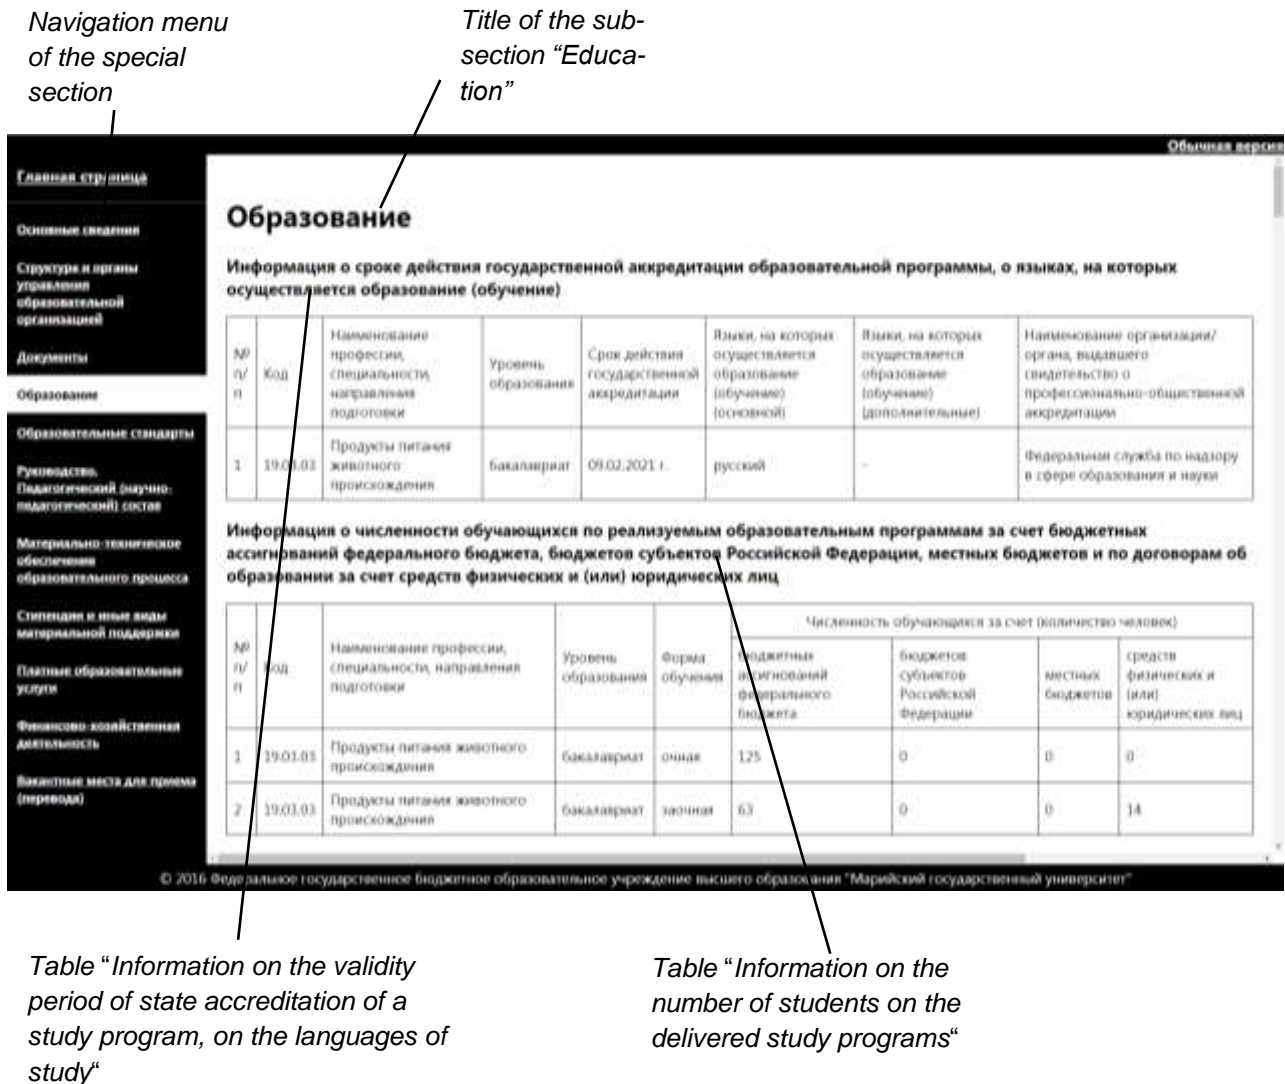 Navigation menu
of the special
section
Title of the sub-
section “Educa-
tion”
Обычная версия
Главная страница
Основные сведения
Структура и органы
управления
образовательной
организацией
Документы
Образование
Образовательные стандарты
Руководство.
Педагогический (научно-
педагогический) состав
Материально-техническое
обеспечение
образовательного процесса
Стипендии и иные виды
материальной поддержки
Платные образовательные
услуги
Финансово-хозяйственная
деятельность
Вакантные места для приема
(перевода)
Образование
Информация о сроке действия государственной аккредитации образовательной программы, о языках, на которых
осуществляется образование (обучение)
№
п/
п
Код
Наименование
профессии,
специальности,
направления
подготовки
Уровень
образования
Срок действия
государственной
аккредитации
Языки, на которых
осуществляется
образование
(обучение)
(основной)
Языки, на которых
осуществляется
образование
(обучение)
(дополнительные)
Наименование организации/
органа, выдавшего
свидетельство о
профессионально-общественной
аккредитации
1
19.03.03
Продукты питания
животного
происхождения
бакалавриат
09.02.2021 г.
русский
-
Федеральная служба по надзору
в сфере образования и науки
Информация о численности обучающихся по реализуемым образовательным программам за счет бюджетных
ассигнований федерального бюджета, бюджетов субъектов Российской Федерации, местных бюджетов и по договорам об
образовании за счет средств физических и (или) юридических лиц
№
п/
п
Код
Наименование профессии,
специальности, направления
подготовки
Уровень
образования
Форма
обучения
Численность обучающихся за счет (количество человек)
бюджетных
ассигнований
федерального
бюджета
бюджетов
субъектов
Российской
Федерации
местных
бюджетов
средств
физических и
(или)
юридических лиц
1
19.03.03
Продукты питания животного
происхождения
бакалавриат
очная
125
0
0
0
2
19.03.03
Продукты питания животного
происхождения
бакалавриат
заочная
63
0
0
14
© 2016 Федеральное государственное бюджетное образовательное учреждение высшего образования "Марийский государственный университет"
Table “Information on the validity
period of state accreditation of a
study program, on the languages of
study“
Table “Information on the
number of students on the
delivered study programs“